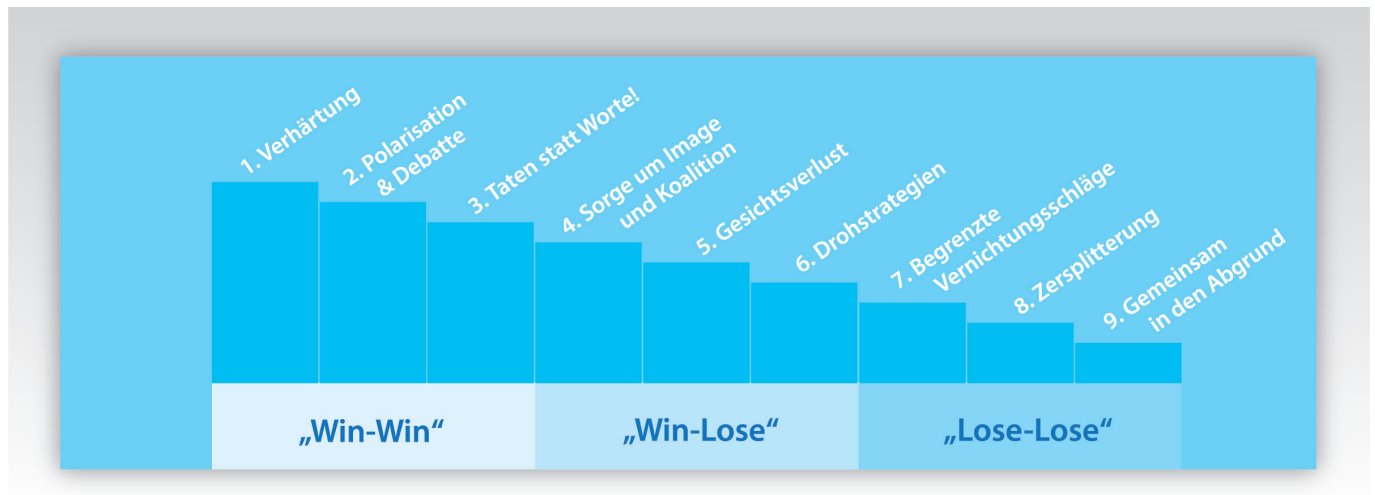 1. Verhärtung
2. Polarisation
& Debatte
3. Taten statt Worte!
4. Sorge um Image
und Koalition
5. Gesichtsverlust
6. Drohstrategien
7. Begrenzte
Vernichtungsschläge
8. Zersplitterung
9. Gemeinsam
in den Abgrund
„Win-Win“
„Win-Lose“
„Lose-Lose“